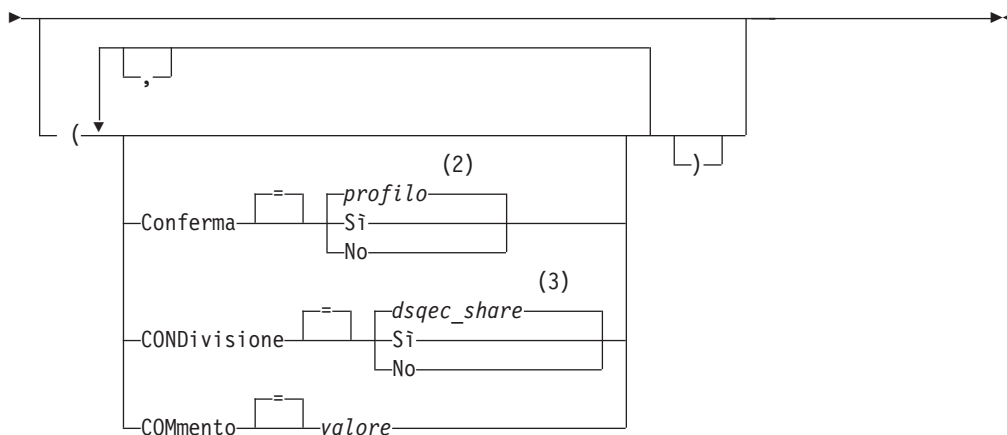 ,
(
)
(2)
profilo
Conferma = Sì
No
(3)
dsqec_share
CONDivisione = Sì
No
COMmento = valore